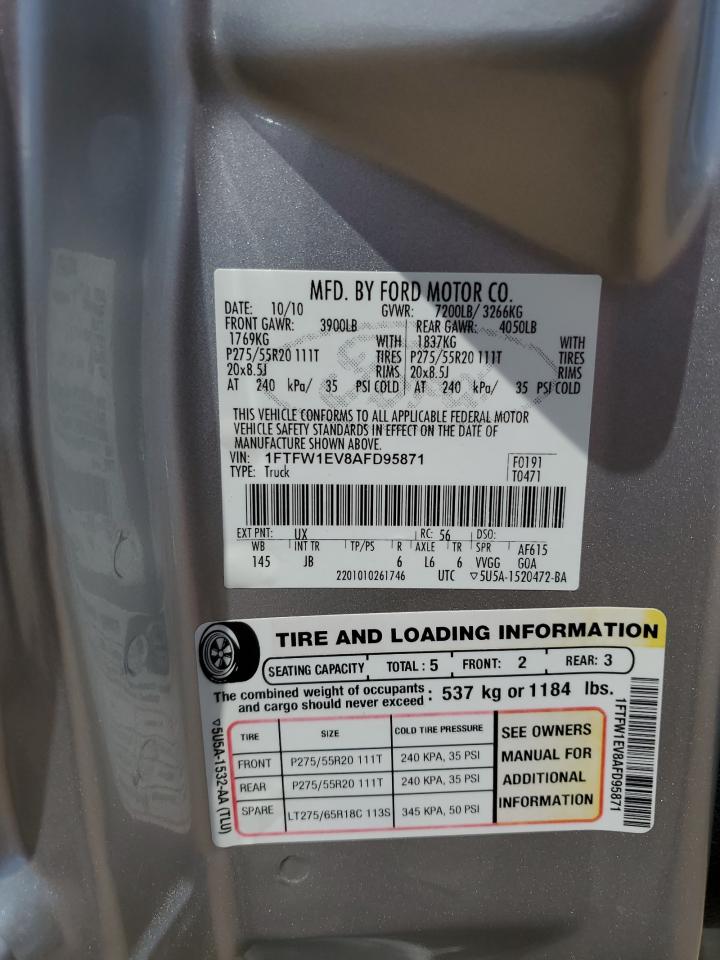 MFD. BY FORD MOTOR CO.
DATE: 10/10 GVWR: 7200LB/ 3266KG
FRONT GAWR: 3900LB REAR GAWR: 4050LB
1769KG WITH 1837KG WITH
P275/55R20 111T TIRES P275/55R20 111T TIRES
20x8.5J RIMS 20x8.5J RIMS
AT 240 kPa/ 35 PSI COLD AT 240 kPa/ 35 PSI COLD
THIS VEHICLE CONFORMS TO ALL APPLICABLE FEDERAL MOTOR
VEHICLE SAFETY STANDARDS IN EFFECT ON THE DATE OF
MANUFACTURE SHOWN ABOVE.
VIN: 1FTFW1EV8AFD95871 F0191
TYPE: Truck T0471
EXT PNT: UX RC: 56 DSO:
WB INT TR TP/PS R AXLE TR SPR AF615
145 JB 6 L6 6 VVGG GOA
2201010261746 UTC ▽5U5A-1520472-BA
TIRE AND LOADING INFORMATION
SEATING CAPACITY TOTAL : 5 FRONT: 2 REAR: 3
The combined weight of occupants
and cargo should never exceed : 537 kg or 1184 lbs.
TIRE SIZE COLD TIRE PRESSURE
FRONT P275/55R20 111T 240 KPA, 35 PSI
REAR P275/55R20 111T 240 KPA, 35 PSI
SPARE LT275/65R18C 113S 345 KPA, 50 PSI
SEE OWNERS
MANUAL FOR
ADDITIONAL
INFORMATION
▽5U5A-1532-AA (TLU)
1FTFW1EV8AFD95871